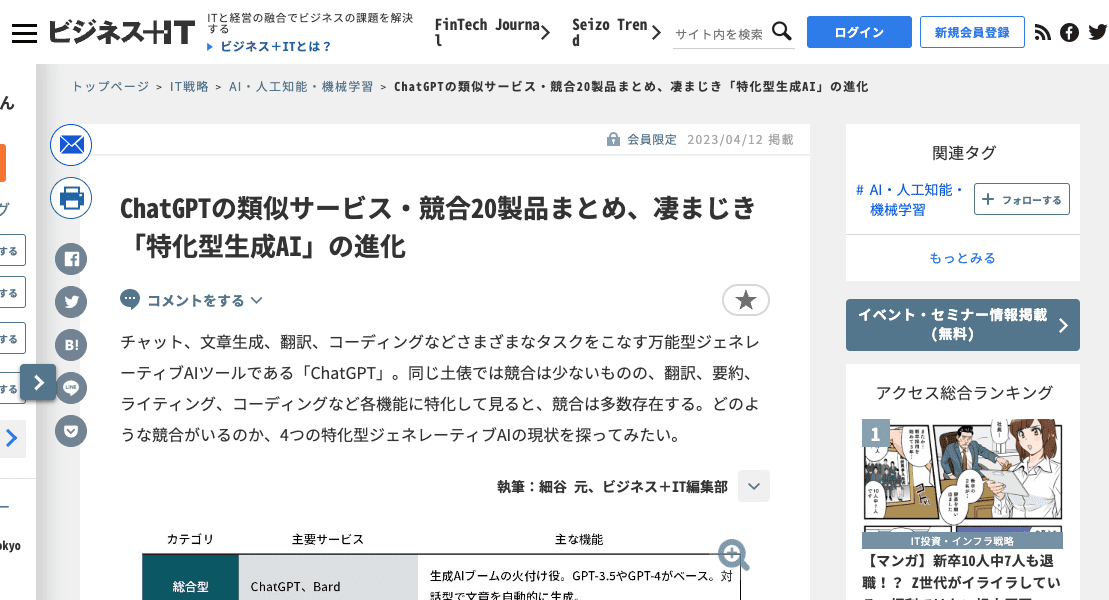 ビジネス+IT
ITと経営の融合でビジネスの課題を解決
する
ビジネス+ITとは？
FinTech Journa
l
Seizo Tren
d
サイト内を検索
ログイン
新規会員登録
トップページ > IT戦略 > AI・人工知能・機械学習 > ChatGPTの類似サービス・競合20製品まとめ、凄まじき「特化型生成AI」の進化
ん
グ
する
する
する
する
okyo
B!
LINE
会員限定 2023/04/12 掲載
ChatGPTの類似サービス・競合20製品まとめ、凄まじき
「特化型生成AI」の進化
コメントをする
チャット、文章生成、翻訳、コーディングなどさまざまなタスクをこなす万能型ジェネレ
ーティブAIツールである「ChatGPT」。同じ土俵では競合は少ないものの、翻訳、要約、
ライティング、コーディングなど各機能に特化して見ると、競合は多数存在する。どのよ
うな競合がいるのか、4つの特化型ジェネレーティブAIの現状を探ってみたい。
執筆：細谷 元、ビジネス＋IT編集部
カテゴリ 主要サービス 主な機能
総合型 ChatGPT、Bard
生成AIブームの火付け役。GPT-3.5やGPT-4がベース。対
話型で文章を自動的に生成。
関連タグ
# AI・人工知能・
機械学習
フォローする
もっとみる
イベント・セミナー情報掲載
（無料）
アクセス総合ランキング
1
社長！
10人中7人です
IT投資・インフラ戦略
【マンガ】新卒10人中7人も退
職！？ Z世代がイライラしてい